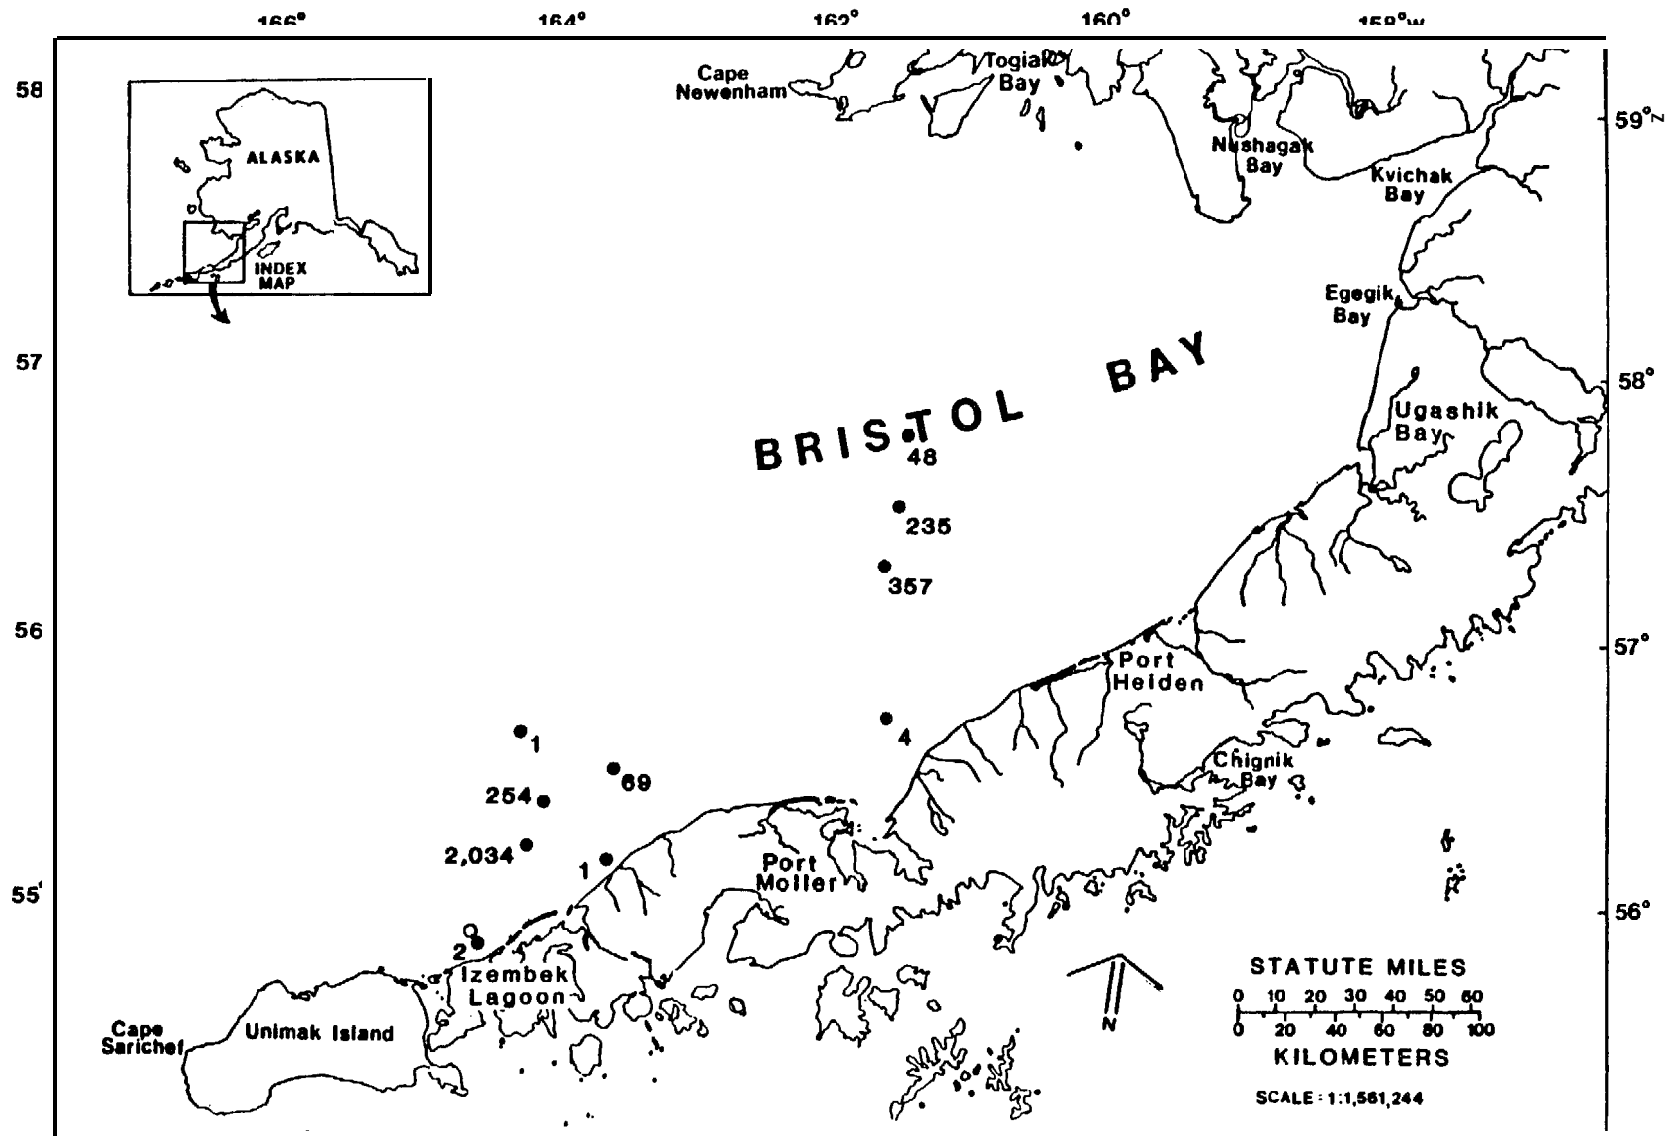 166° 164° 162° 160° 158°W
58
Cape
Newenham
Togiak
Bay
59°
ALASKA
Nushagak
Bay
Kvichak
Bay
INDEX
MAP
Egegik
Bay
57
BRISTOL BAY
58°
Ugashik
Bay
48
235
357
56
57°
Port
Heiden
1
4
69
Chignik
Bay
254
2,034
1
Port
Moller
55
56°
2
Izembek
Lagoon
STATUTE MILES
0 10 20 30 40 50 60
0 20 40 60 80 100
KILOMETERS
SCALE = 1:1,561,244
N
Cape
Sarichef
Unimak Island